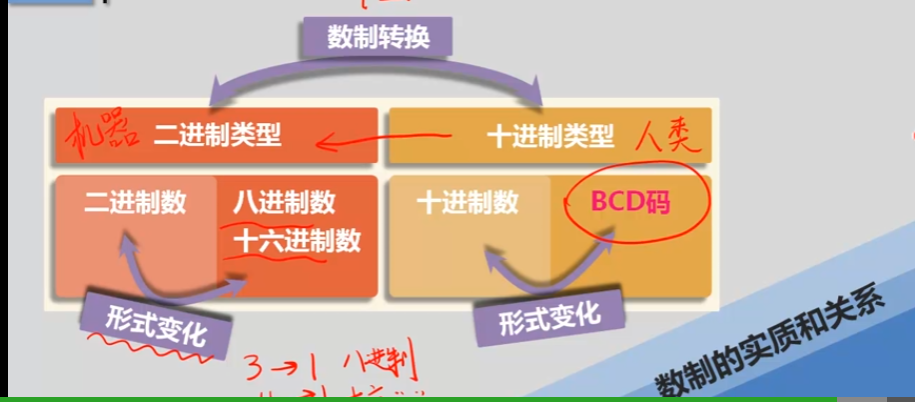 数制转换
机器 二进制类型
十进制类型 人类
二进制数
八进制数
十六进制数
十进制数
BCD码
形式变化
形式变化
3→1 八进制
数制的实质和关系